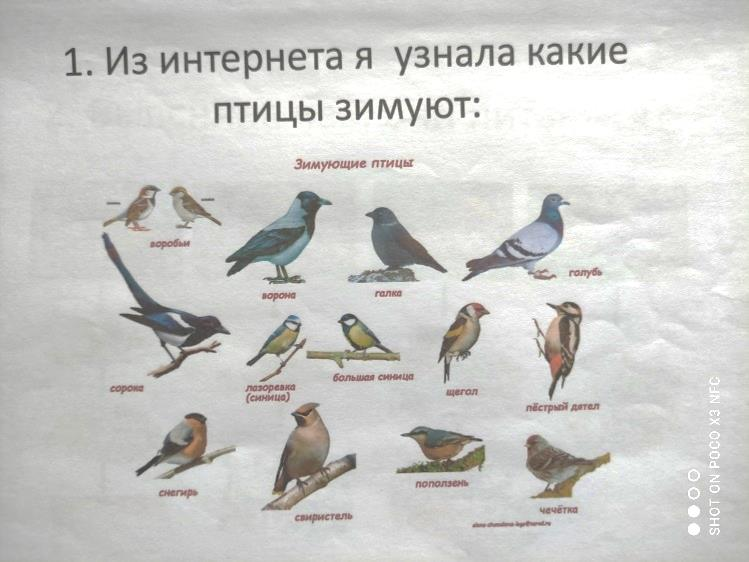 1. Из интернета я узнала какие
птицы зимуют:
Зимующие птицы
воробьи
ворона
галка
голубь
сорока
лазоревка
(синица)
большая синица
щегол
пёстрый дятел
снегирь
свиристель
поползень
чечётка
SHOT ON POCO X3 NFC